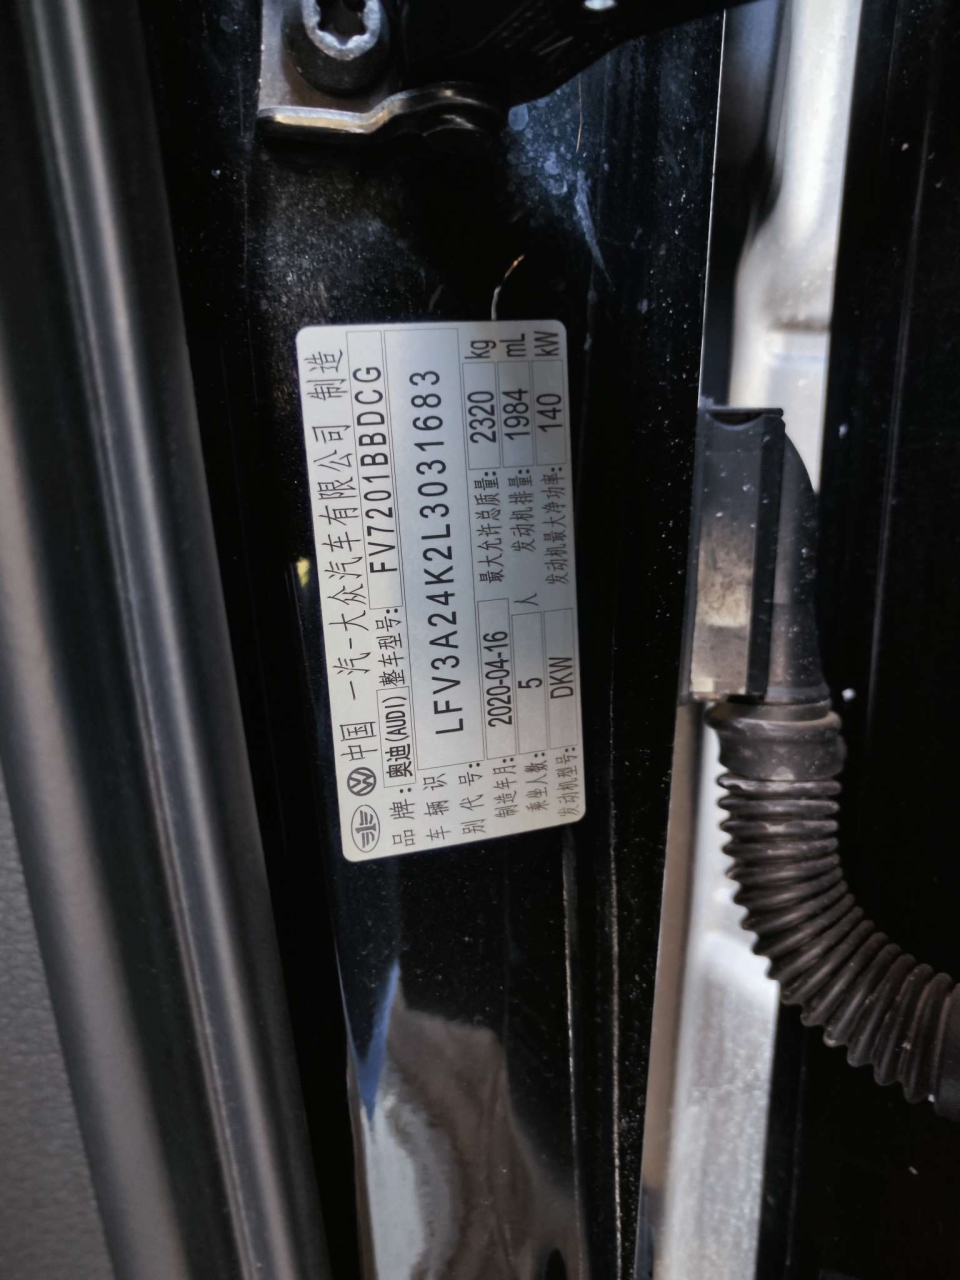 中国 一汽-大众汽车有限公司 制造
品牌: 奥迪(AUDI) 整车型号: FV7201BBDCG
车辆识别代号: LFV3A24K2L3031683
制造年月: 2020-04-16 最大允许总质量: 2320 kg
乘坐人数: 5 人 发动机排量: 1984 mL
发动机型号: DKW 发动机最大净功率: 140 kW